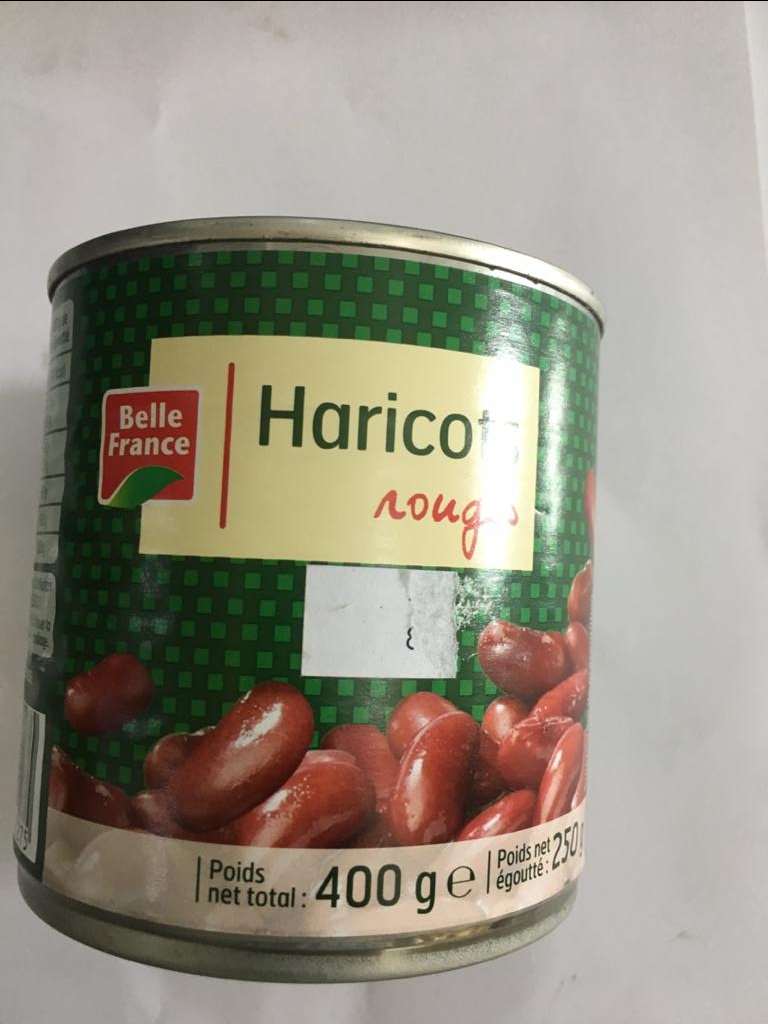 Belle
France
Haricots
rouges
Poids
net total : 400 g e
Poids net
égoutté : 250 g